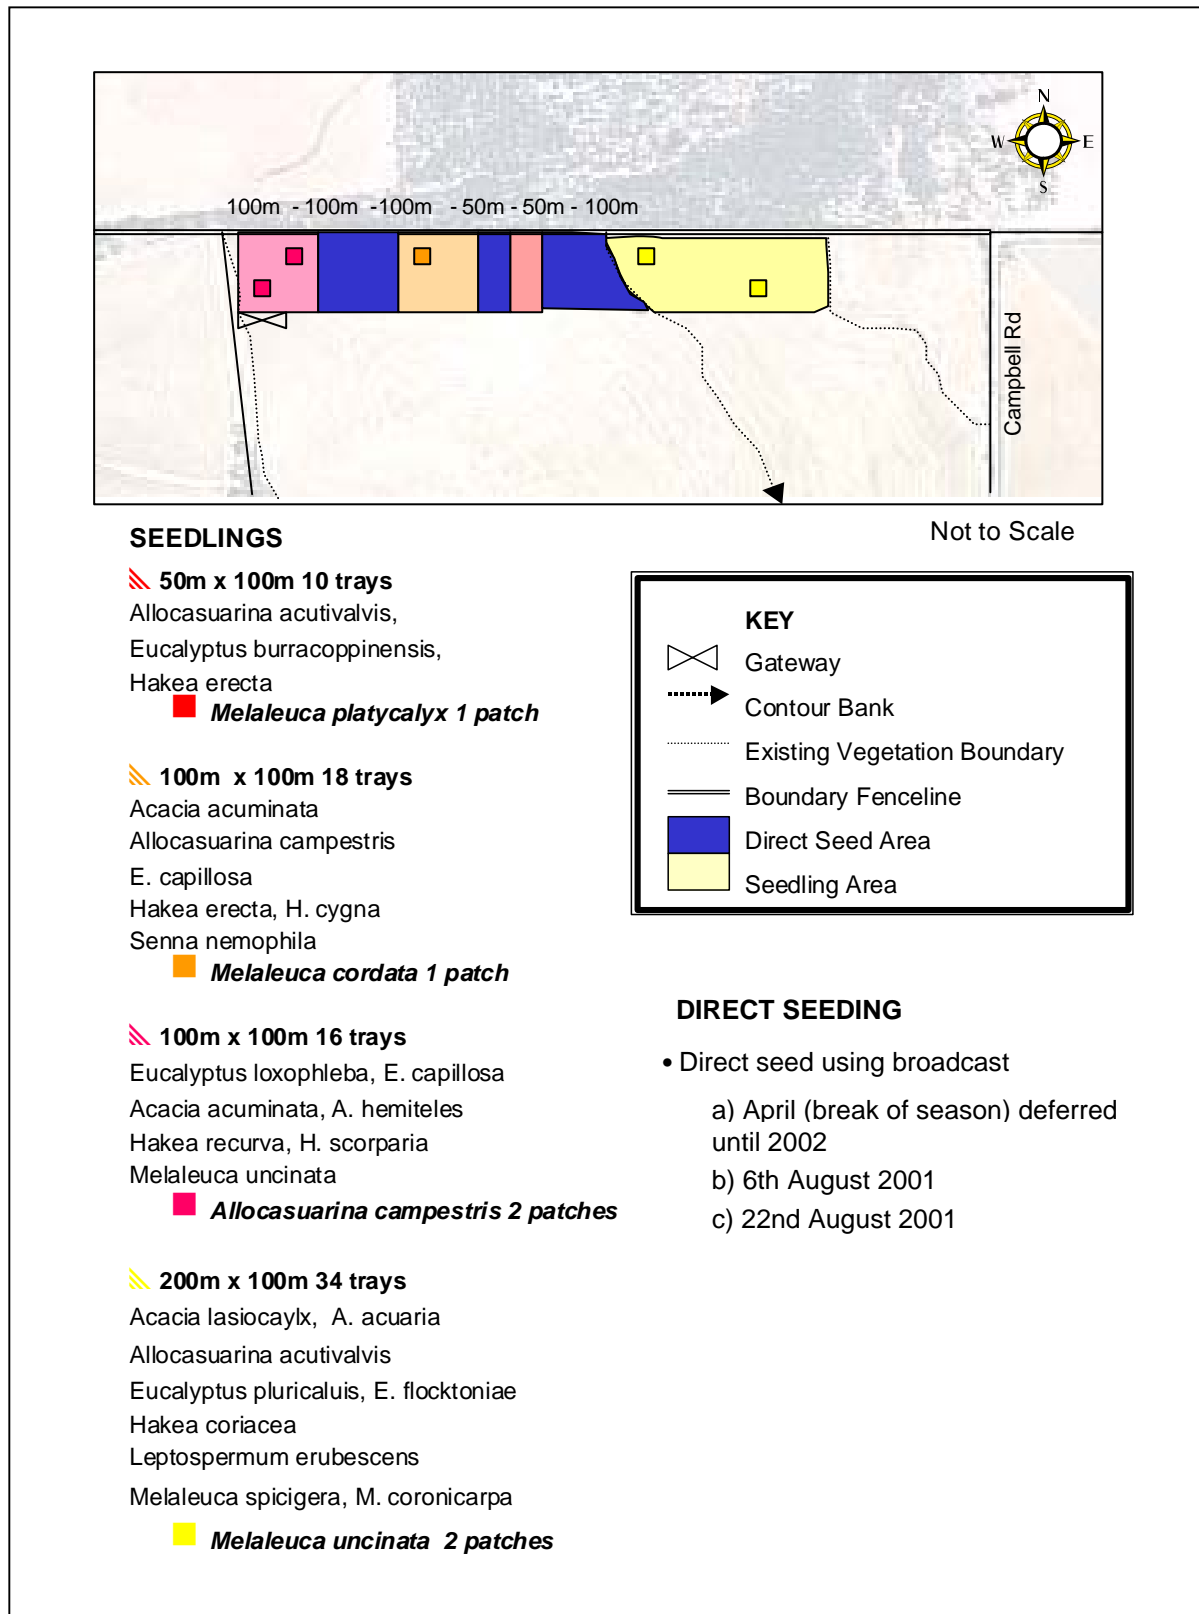 N
W E
S
100m - 100m -100m - 50m - 50m - 100m
Campbell Rd
Not to Scale
SEEDLINGS
50m x 100m 10 trays
Allocasuarina acutivalvis,
Eucalyptus burracoppinensis,
Hakea erecta
Melaleuca platycalyx 1 patch
100m x 100m 18 trays
Acacia acuminata
Allocasuarina campestris
E. capillosa
Hakea erecta, H. cygna
Senna nemophila
Melaleuca cordata 1 patch
100m x 100m 16 trays
Eucalyptus loxophleba, E. capillosa
Acacia acuminata, A. hemiteles
Hakea recurva, H. scorparia
Melaleuca uncinata
Allocasuarina campestris 2 patches
200m x 100m 34 trays
Acacia lasiocaylx, A. acuaria
Allocasuarina acutivalvis
Eucalyptus pluricaluis, E. flocktoniae
Hakea coriacea
Leptospermum erubescens
Melaleuca spicigera, M. coronicarpa
Melaleuca uncinata 2 patches
KEY
Gateway
Contour Bank
Existing Vegetation Boundary
Boundary Fenceline
Direct Seed Area
Seedling Area
DIRECT SEEDING
• Direct seed using broadcast
a) April (break of season) deferred
until 2002
b) 6th August 2001
c) 22nd August 2001